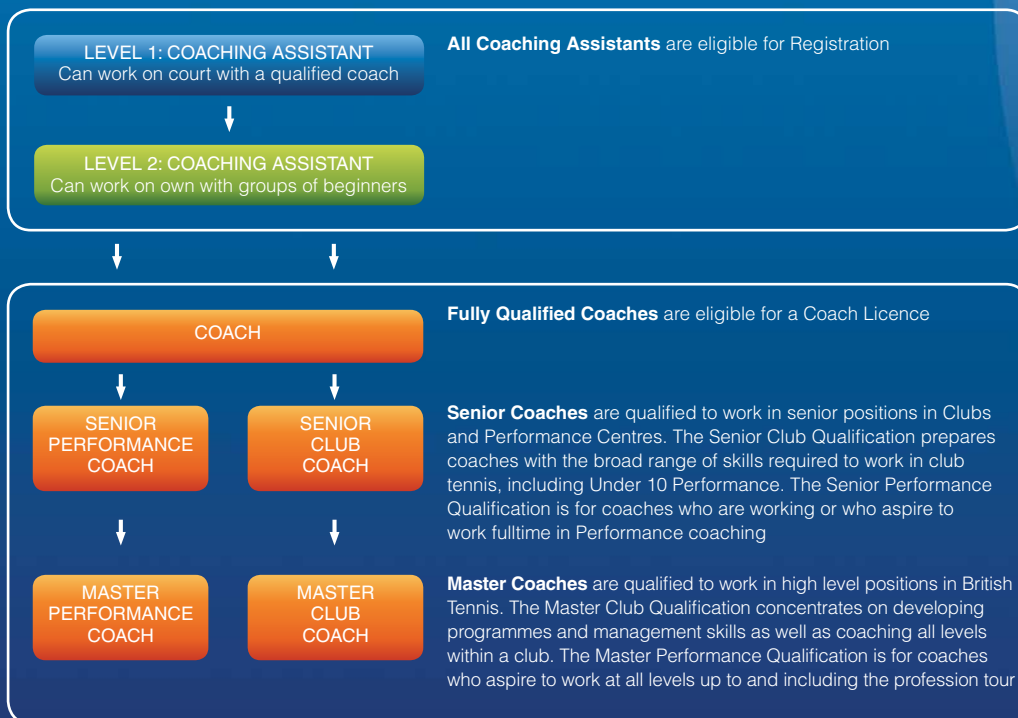 LEVEL 1: COACHING ASSISTANT
Can work on court with a qualified coach
All Coaching Assistants are eligible for Registration
LEVEL 2: COACHING ASSISTANT
Can work on own with groups of beginners
COACH
Fully Qualified Coaches are eligible for a Coach Licence
SENIOR
PERFORMANCE
COACH
SENIOR
CLUB
COACH
Senior Coaches are qualified to work in senior positions in Clubs
and Performance Centres. The Senior Club Qualification prepares
coaches with the broad range of skills required to work in club
tennis, including Under 10 Performance. The Senior Performance
Qualification is for coaches who are working or who aspire to
work fulltime in Performance coaching
MASTER
PERFORMANCE
COACH
MASTER
CLUB
COACH
Master Coaches are qualified to work in high level positions in British
Tennis. The Master Club Qualification concentrates on developing
programmes and management skills as well as coaching all levels
within a club. The Master Performance Qualification is for coaches
who aspire to work at all levels up to and including the profession tour